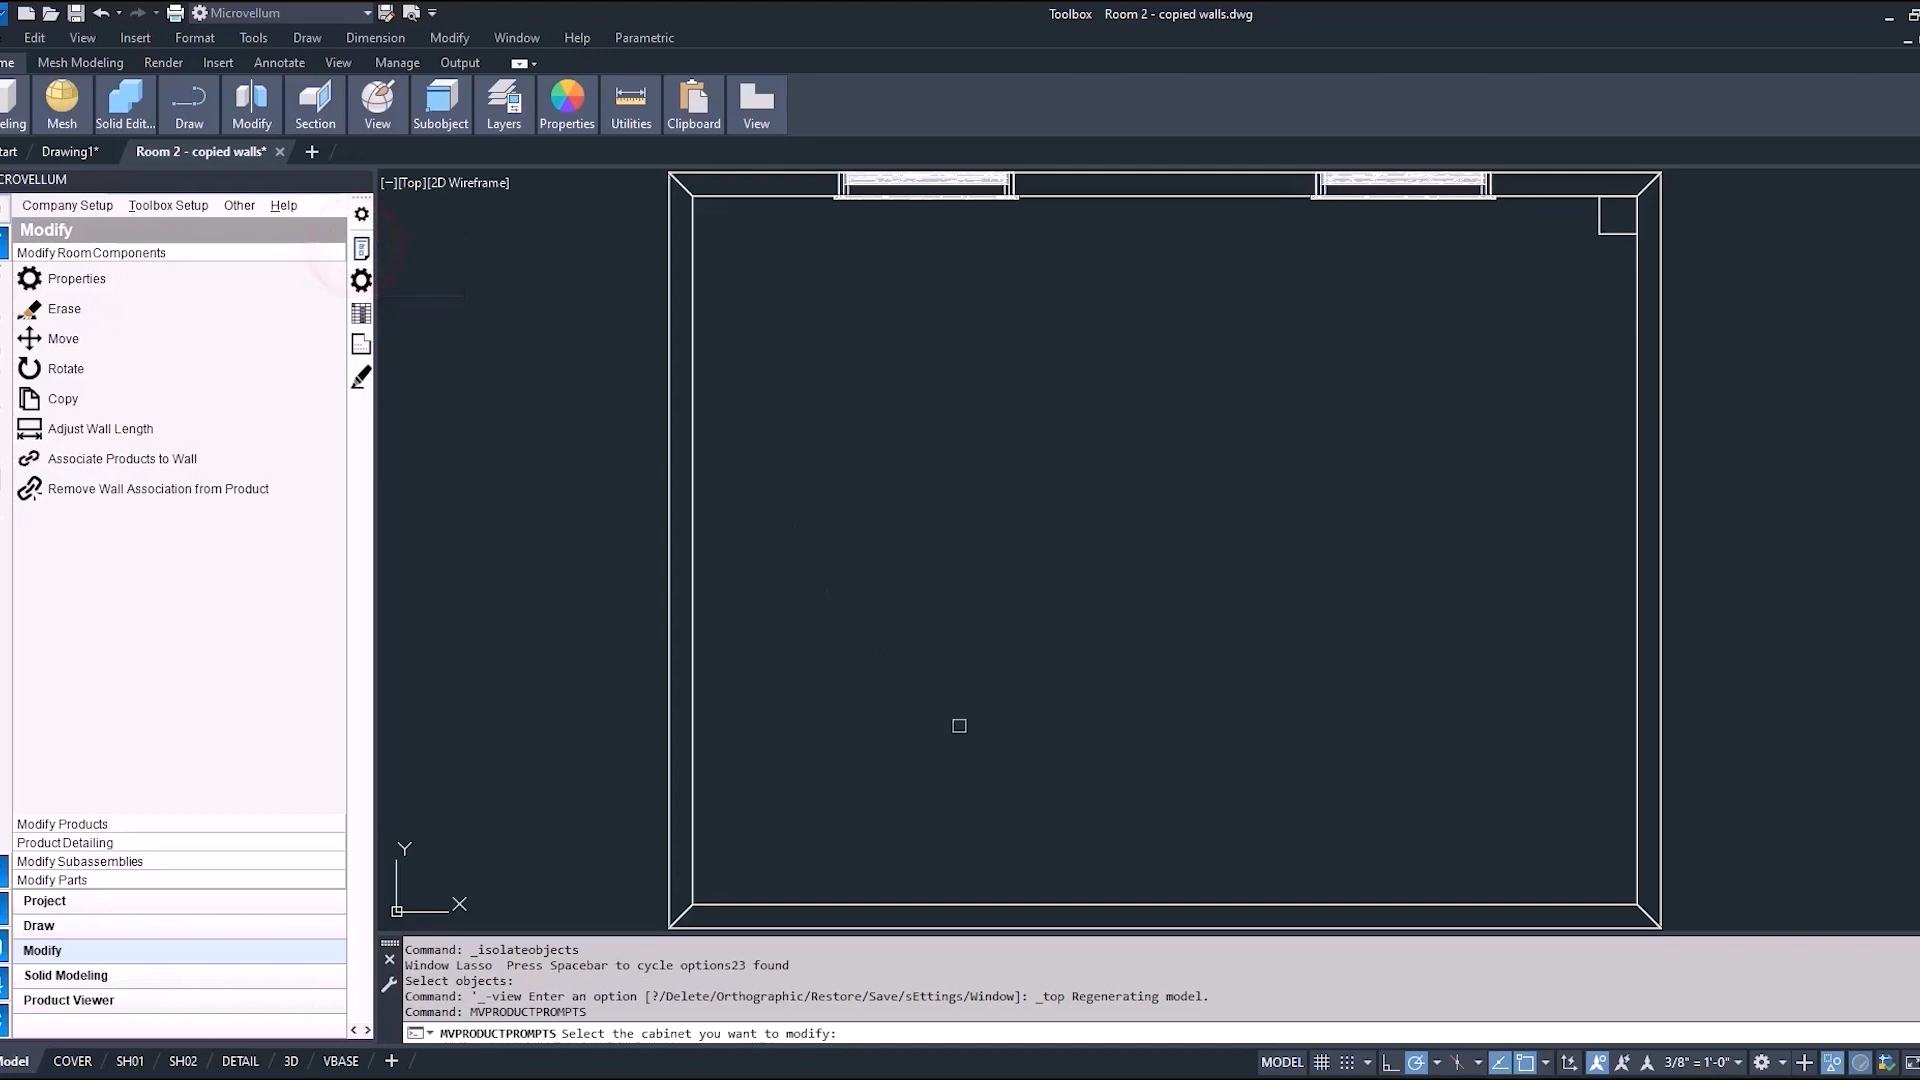 Microvellum
Toolbox Room 2 - copied walls.dwg
Edit View Insert Format Tools Draw Dimension Modify Window Help Parametric
me Mesh Modeling Render Insert Annotate View Manage Output
eling Mesh Solid Edit... Draw Modify Section View Subobject Layers Properties Utilities Clipboard View
tart Drawing1* Room 2 - copied walls*
CROVELLUM
[−][Top][2D Wireframe]
Company Setup Toolbox Setup Other Help
Modify
Modify Room Components
Properties
Erase
Move
Rotate
Copy
Adjust Wall Length
Associate Products to Wall
Remove Wall Association from Product
Modify Products
Product Detailing
Modify Subassemblies
Modify Parts
Project
Draw
Modify
Solid Modeling
Product Viewer
Y
X
Command: _isolateobjects
Window Lasso  Press Spacebar to cycle options23 found
Select objects:
Command: '_-view Enter an option [?/Delete/Orthographic/Restore/Save/sEttings/Window]: _top Regenerating model.
Command: MVPRODUCTPROMPTS
MVPRODUCTPROMPTS Select the cabinet you want to modify:
Model COVER SH01 SH02 DETAIL 3D VBASE
MODEL 3/8" = 1'-0"